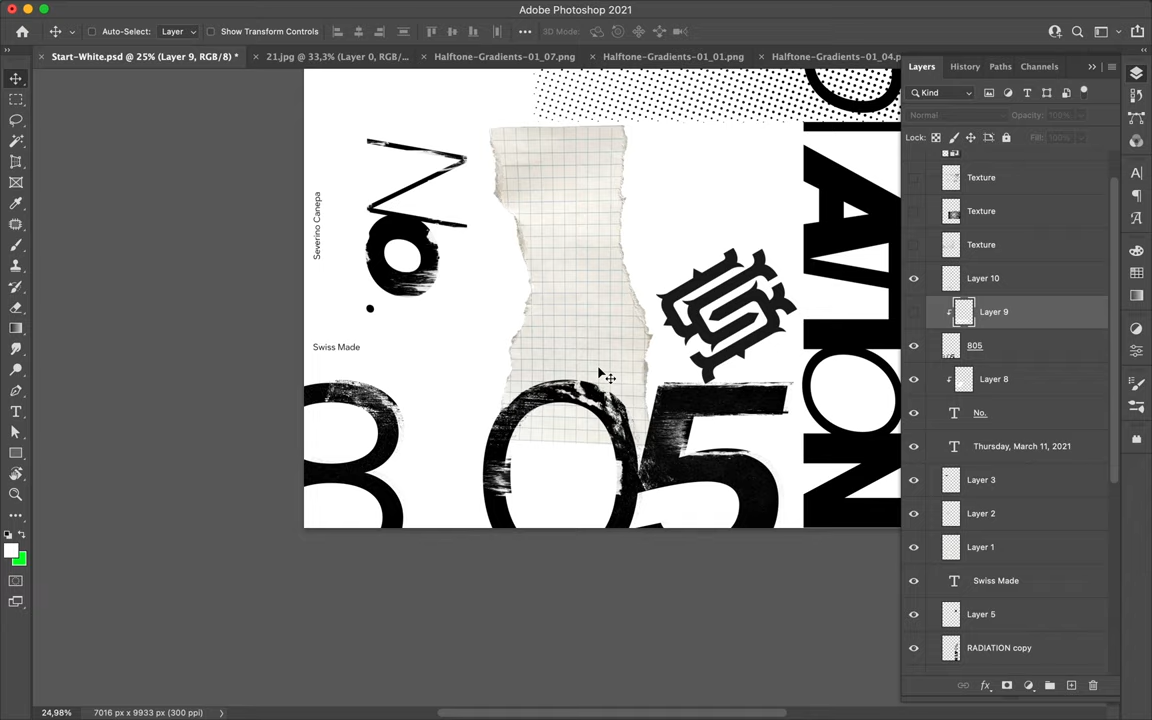 Adobe Photoshop 2021
Auto-Select: Layer Show Transform Controls 3D Mode:
Start-White.psd @ 25% (Layer 9, RGB/8) * 21.jpg @ 33,3% (Layer 0, RGB/... Halftone-Gradients-01_07.png Halftone-Gradients-01_01.png Halftone-Gradients-01_04.p
Layers History Paths Channels
Kind
Normal Opacity: 100%
Lock: Fill: 100%
Texture
Texture
Texture
Layer 10
Layer 9
805
Layer 8
No.
Thursday, March 11, 2021
Layer 3
Layer 2
Layer 1
Swiss Made
Layer 5
RADIATION copy
Severino Canepa
No.
Swiss Made
805
DIATION
24,98% 7016 px x 9933 px (300 ppi)